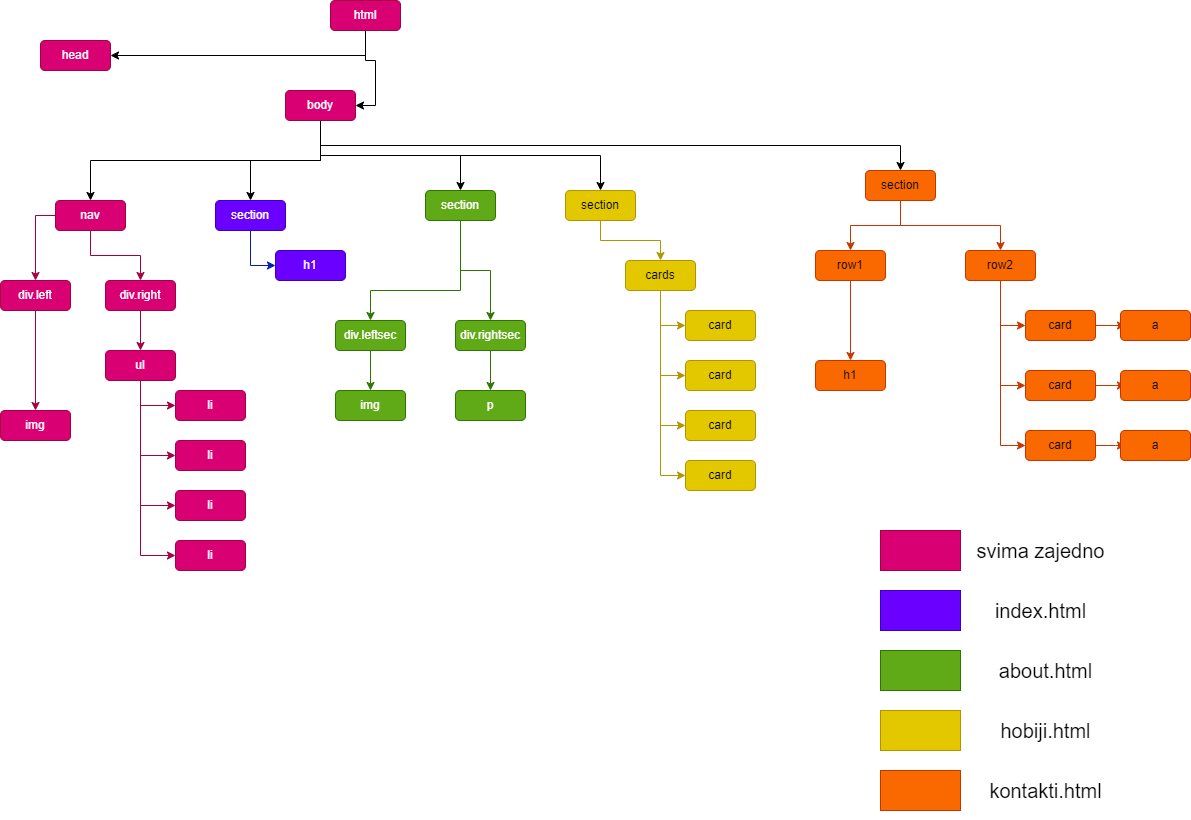 html
head
body
nav
section
section
section
section
h1
cards
row1
row2
div.left
div.right
div.leftsec
div.rightsec
card
card
a
ul
card
h1
card
a
li
img
p
img
card
card
a
li
card
li
li
svima zajedno
index.html
about.html
hobiji.html
kontakti.html